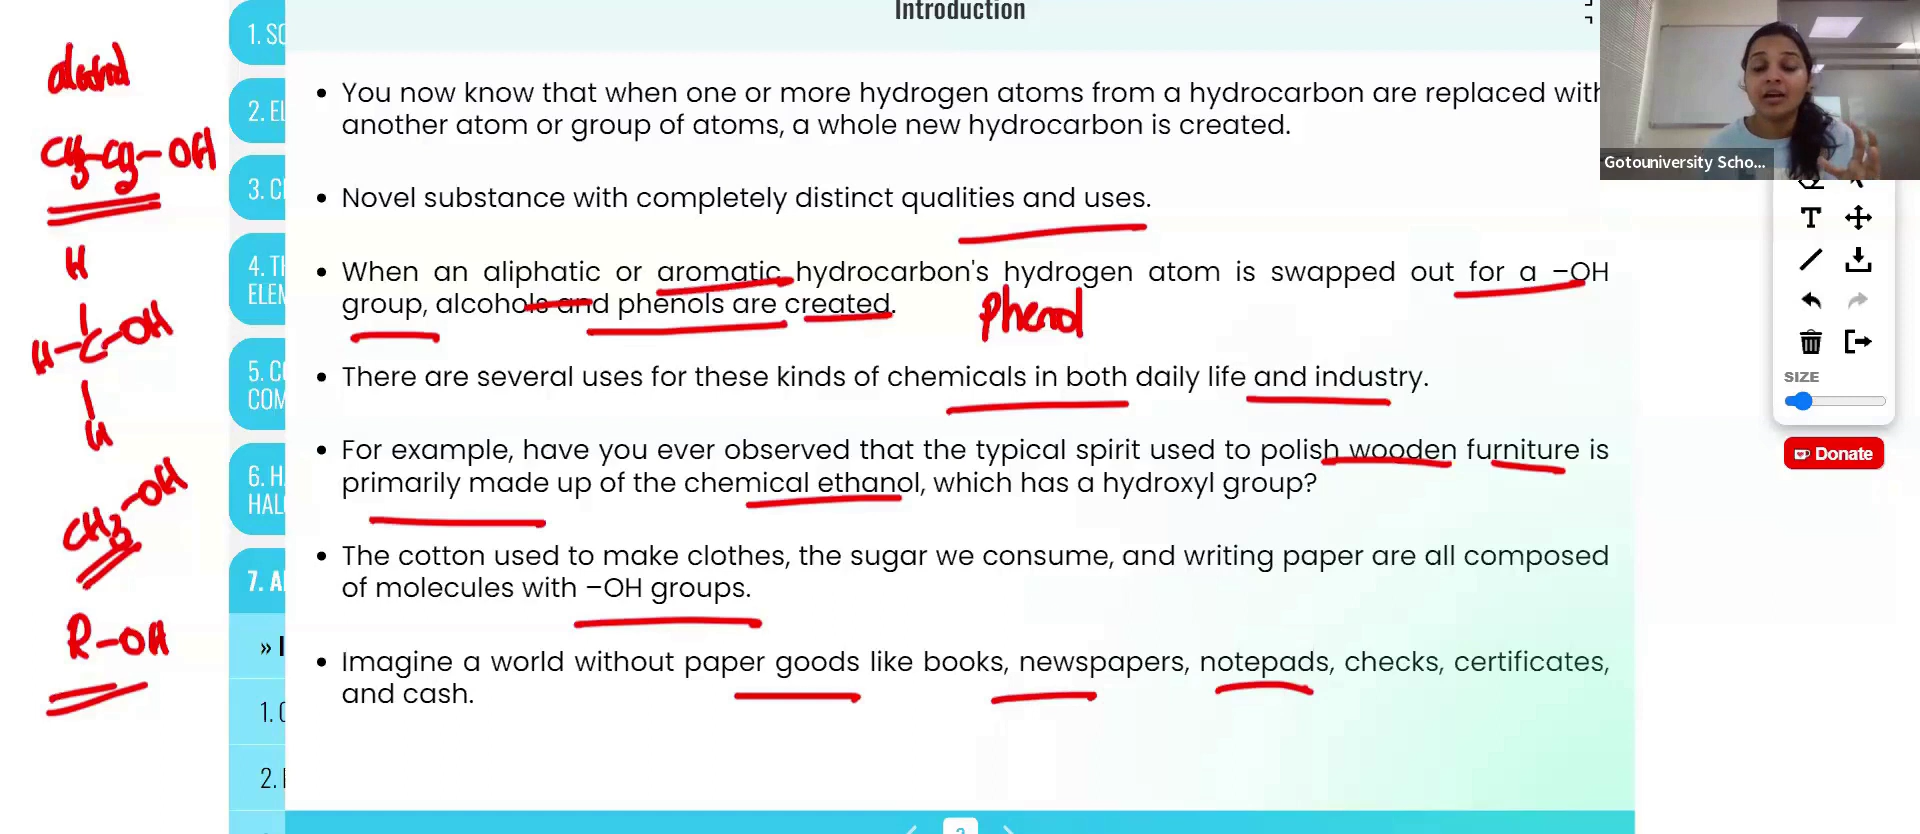 Introduction
You now know that when one or more hydrogen atoms from a hydrocarbon are replaced with
another atom or group of atoms, a whole new hydrocarbon is created.
Novel substance with completely distinct qualities and uses.
When an aliphatic or aromatic hydrocarbon's hydrogen atom is swapped out for a –OH
group, alcohols and phenols are created.
Phenol
There are several uses for these kinds of chemicals in both daily life and industry.
For example, have you ever observed that the typical spirit used to polish wooden furniture is
primarily made up of the chemical ethanol, which has a hydroxyl group?
The cotton used to make clothes, the sugar we consume, and writing paper are all composed
of molecules with –OH groups.
Imagine a world without paper goods like books, newspapers, notepads, checks, certificates,
and cash.
alcohol
H
H–C–OH
H
CH3–OH
R–OH
1. SO
2. EL
3. C
4. TH
ELEM
5. CO
COM
6. H
HAL
7. A
»
1.
2.
Gotouniversity Scho...
T
SIZE
Donate